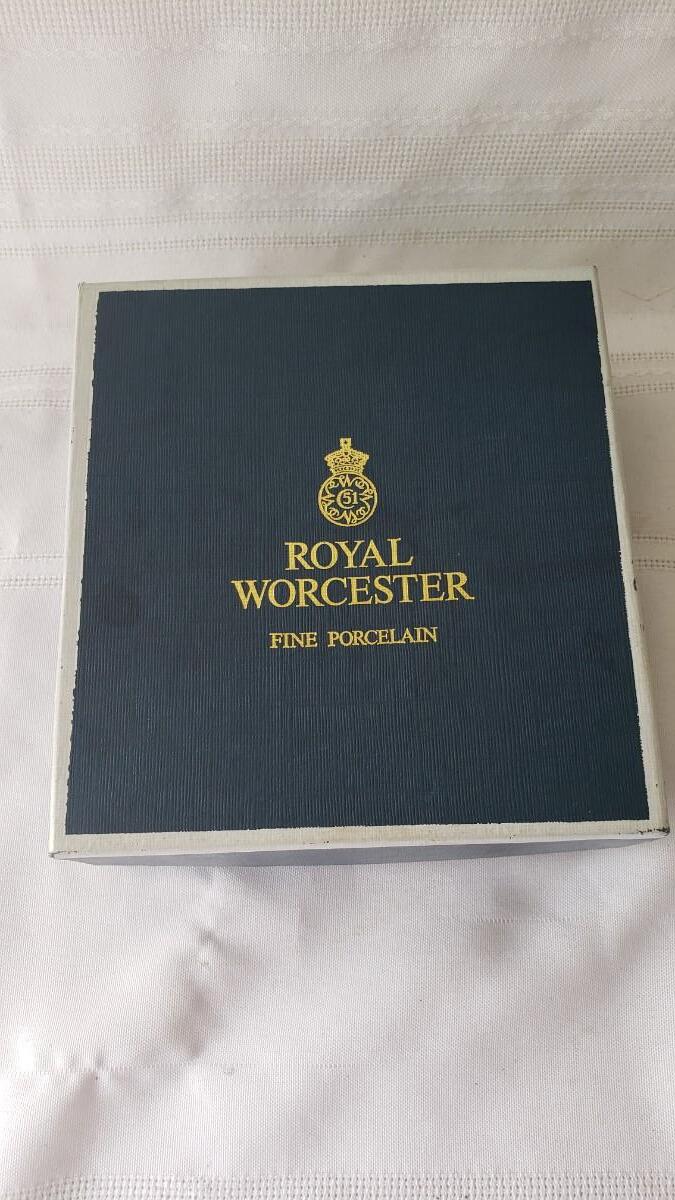 51
ROYAL
WORCESTER
FINE PORCELAIN